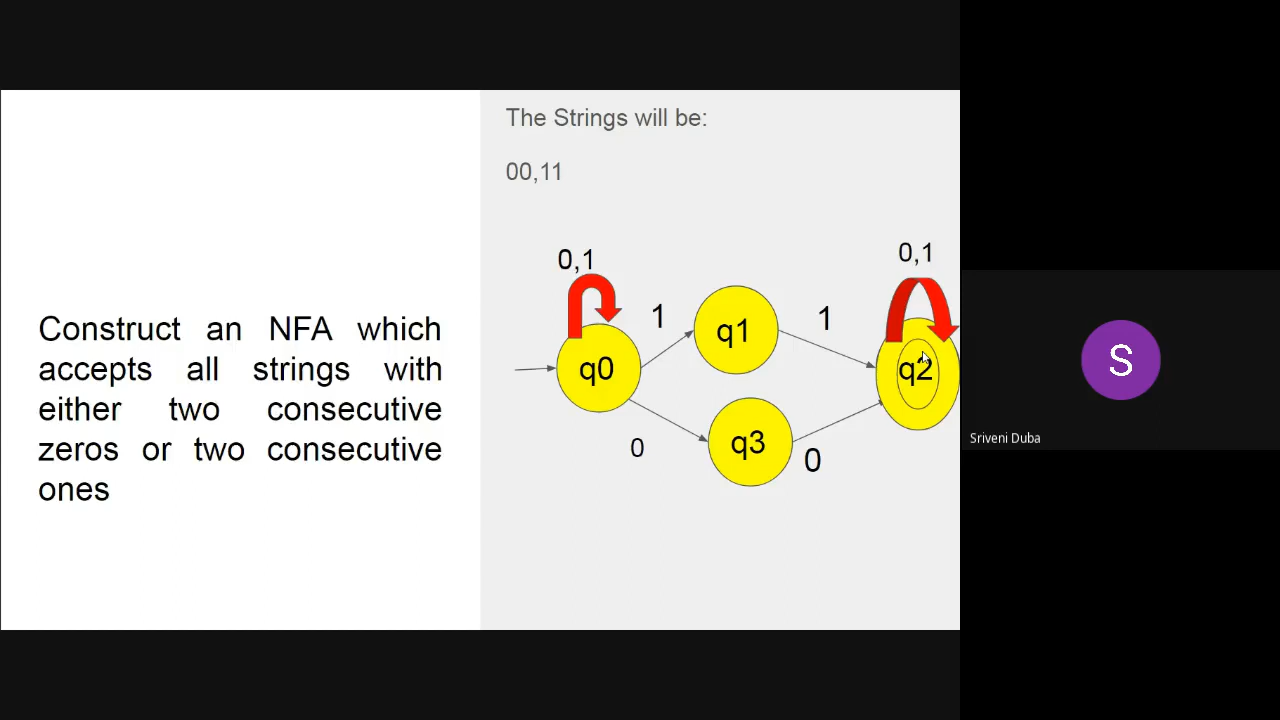 The Strings will be:
00,11
Construct an NFA which
accepts all strings with
either two consecutive
zeros or two consecutive
ones
0,1
0,1
1
1
q1
q0
q2
q3
0
0
S
Sriveni Duba